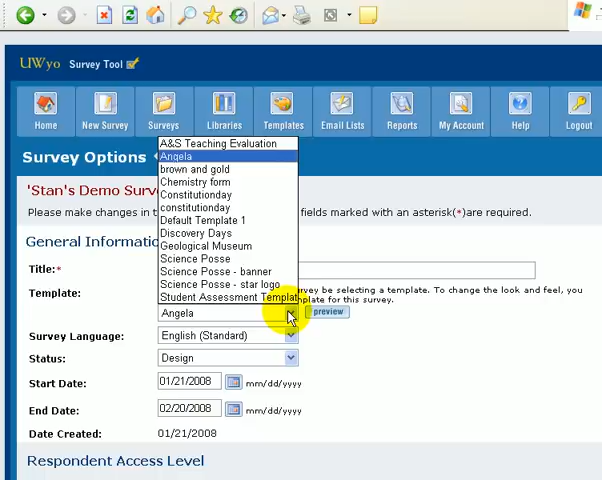 UWyo Survey Tool
Home New Survey Surveys Libraries Templates Email Lists Reports My Account Help Logout
Survey Options
A&S Teaching Evaluation
Angela
brown and gold
Chemistry form
Constitutionday
constitutionday
Default Template 1
Discovery Days
Geological Museum
Science Posse
Science Posse - banner
Science Posse - star logo
Student Assessment Templat
'Stan's Demo Surv
Please make changes in t fields marked with an asterisk(*)are required.
General Informatio
Title:*
Template: rvey be selecting a template. To change the look and feel, you
plate for this survey.
Angela preview
Survey Language: English (Standard)
Status: Design
Start Date: 01/21/2008 mm/dd/yyyy
End Date: 02/20/2008 mm/dd/yyyy
Date Created: 01/21/2008
Respondent Access Level